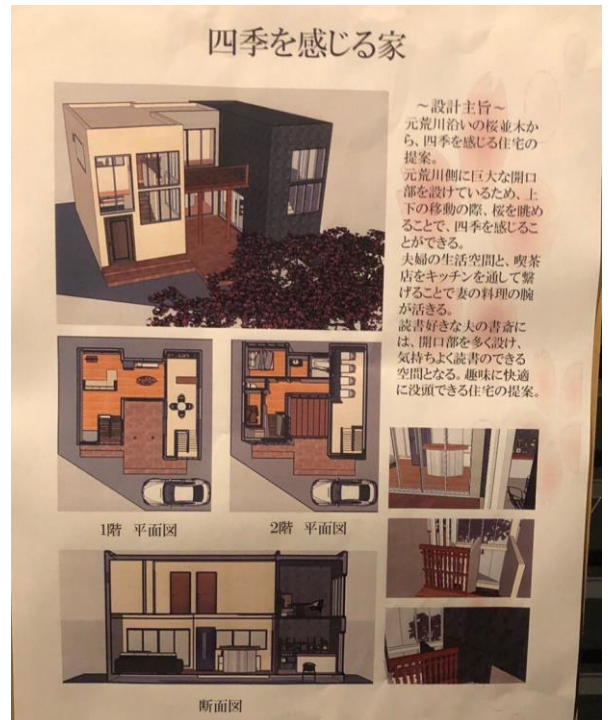 四季を感じる家
～設計主旨～
元荒川沿いの桜並木か
ら、四季を感じる住宅の
提案。
元荒川側に巨大な開口
部を設けているため、上
下の移動の際、桜を眺め
ることで、四季を感じるこ
とができる。
夫婦の生活空間と、喫茶
店をキッチンを通して繋
げることで妻の料理の腕
が活きる。
読書好きな夫の書斎に
は、開口部を多く設け、
気持ちよく読書のできる
空間となる。趣味に快適
に没頭できる住宅の提案。
1階 平面図
2階 平面図
断面図